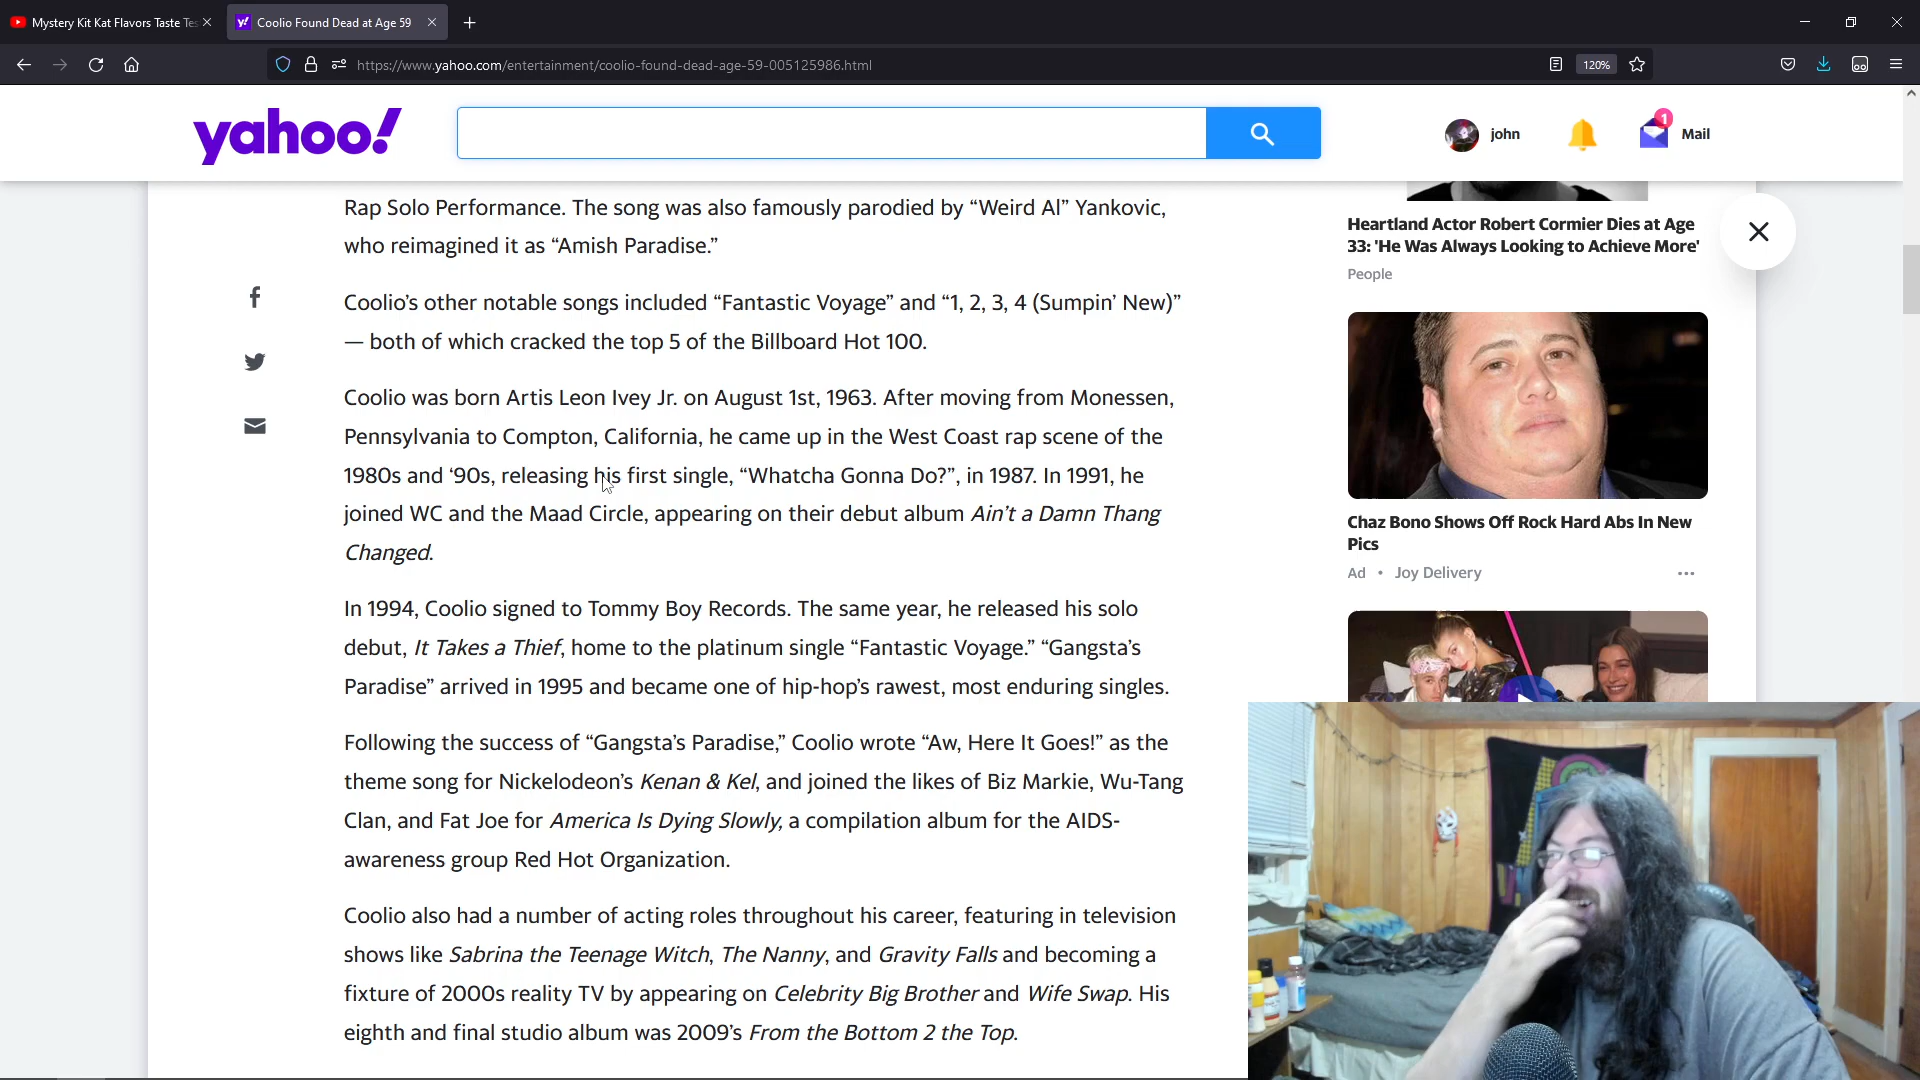 Mystery Kit Kat Flavors Taste Tes
Coolio Found Dead at Age 59
https://www.yahoo.com/entertainment/coolio-found-dead-age-59-005125986.html
120%
yahoo!
john
1
Mail
Rap Solo Performance. The song was also famously parodied by “Weird Al” Yankovic,
who reimagined it as “Amish Paradise.”
Coolio’s other notable songs included “Fantastic Voyage” and “1, 2, 3, 4 (Sumpin’ New)”
— both of which cracked the top 5 of the Billboard Hot 100.
Coolio was born Artis Leon Ivey Jr. on August 1st, 1963. After moving from Monessen,
Pennsylvania to Compton, California, he came up in the West Coast rap scene of the
1980s and ‘90s, releasing his first single, “Whatcha Gonna Do?”, in 1987. In 1991, he
joined WC and the Maad Circle, appearing on their debut album Ain’t a Damn Thang
Changed.
In 1994, Coolio signed to Tommy Boy Records. The same year, he released his solo
debut, It Takes a Thief, home to the platinum single “Fantastic Voyage.” “Gangsta’s
Paradise” arrived in 1995 and became one of hip-hop’s rawest, most enduring singles.
Following the success of “Gangsta’s Paradise,” Coolio wrote “Aw, Here It Goes!” as the
theme song for Nickelodeon’s Kenan & Kel, and joined the likes of Biz Markie, Wu-Tang
Clan, and Fat Joe for America Is Dying Slowly, a compilation album for the AIDS-
awareness group Red Hot Organization.
Coolio also had a number of acting roles throughout his career, featuring in television
shows like Sabrina the Teenage Witch, The Nanny, and Gravity Falls and becoming a
fixture of 2000s reality TV by appearing on Celebrity Big Brother and Wife Swap. His
eighth and final studio album was 2009’s From the Bottom 2 the Top.
Heartland Actor Robert Cormier Dies at Age
33: 'He Was Always Looking to Achieve More'
People
Chaz Bono Shows Off Rock Hard Abs In New
Pics
Ad • Joy Delivery